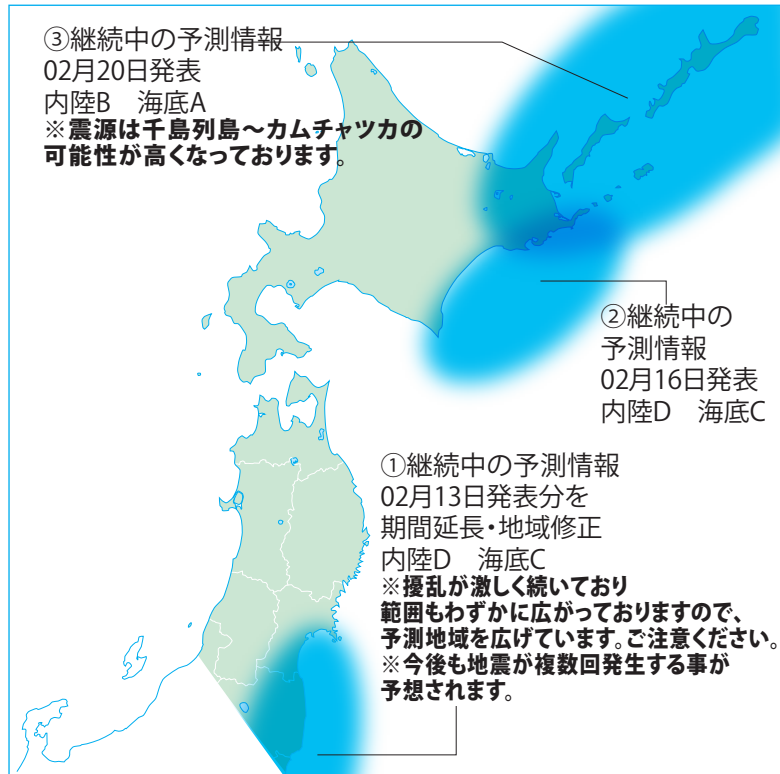 ③継続中の予測情報
02月20日発表
内陸B　海底A
※震源は千島列島～カムチャツカの
可能性が高くなっております。
②継続中の
予測情報
02月16日発表
内陸D　海底C
①継続中の予測情報
02月13日発表分を
期間延長・地域修正
内陸D　海底C
※擾乱が激しく続いており
範囲もわずかに広がっておりますので、
予測地域を広げています。ご注意ください。
※今後も地震が複数回発生する事が
予想されます。